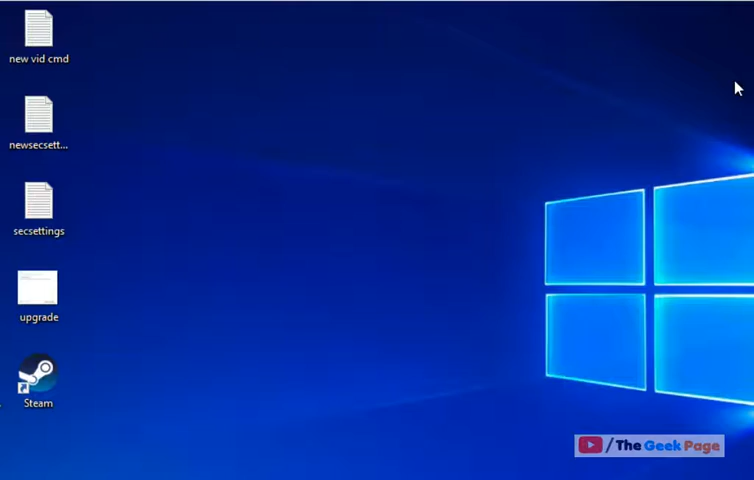 new vid cmd
newsecsett...
secsettings
upgrade
Steam
/The Geek Page